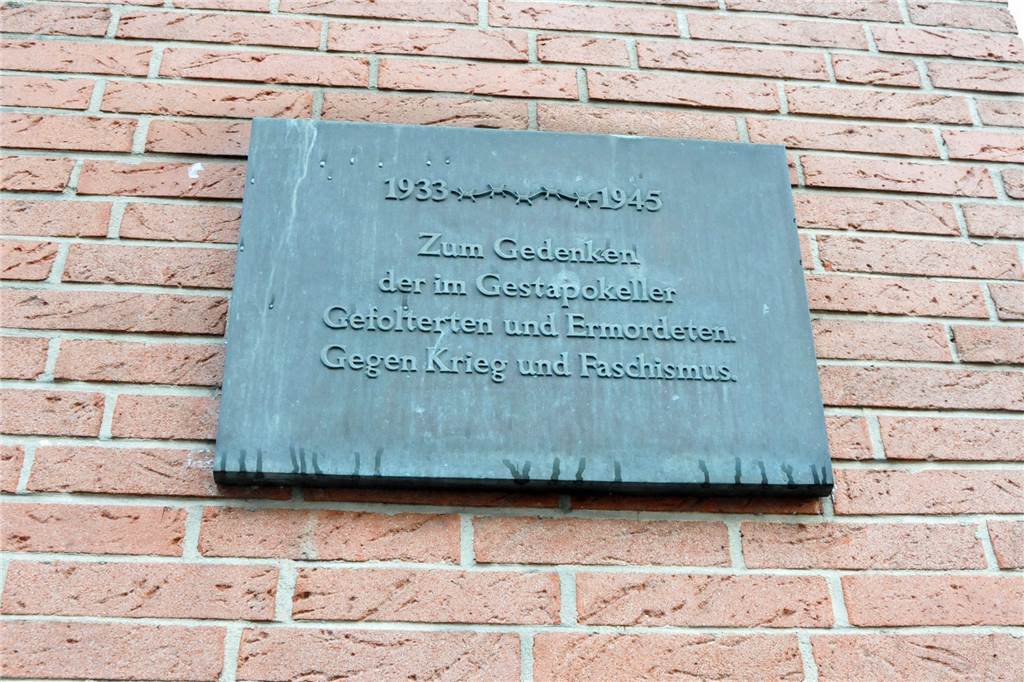 1933 1945
Zum Gedenken
der im Gestapokeller
Gefolterten und Ermordeten.
Gegen Krieg und Faschismus.